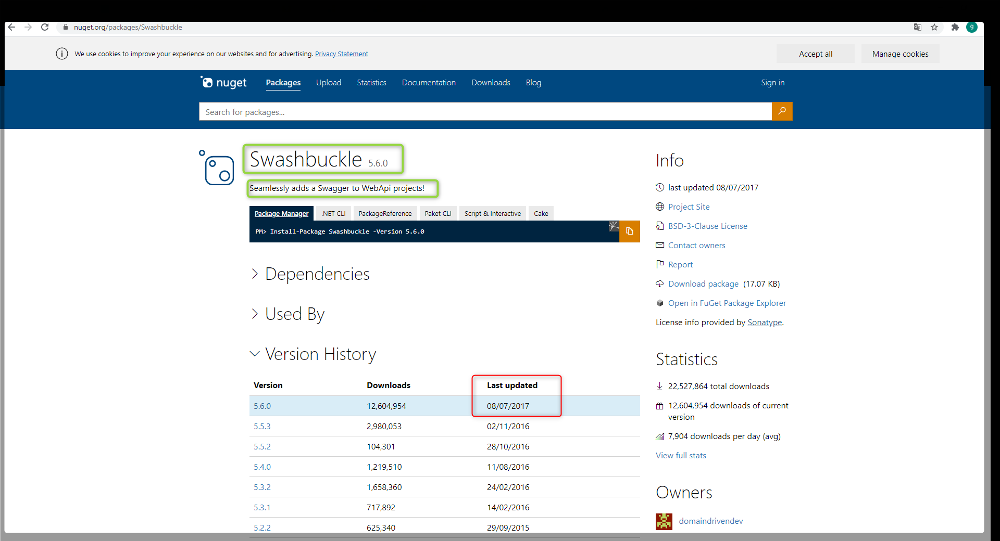 nuget.org/packages/Swashbuckle
g
We use cookies to improve your experience on our websites and for advertising. Privacy Statement
Accept all
Manage cookies
nuget
Packages
Upload
Statistics
Documentation
Downloads
Blog
Sign in
Search for packages...
Swashbuckle 5.6.0
Seamlessly adds a Swagger to WebApi projects!
Package Manager
.NET CLI
PackageReference
Paket CLI
Script & Interactive
Cake
PM> Install-Package Swashbuckle -Version 5.6.0
Dependencies
Used By
Version History
Version Downloads Last updated
5.6.0 12,604,954 08/07/2017
5.5.3 2,980,053 02/11/2016
5.5.2 104,301 28/10/2016
5.4.0 1,219,510 11/08/2016
5.3.2 1,658,360 24/02/2016
5.3.1 717,892 14/02/2016
5.2.2 625,340 29/09/2015
Info
last updated 08/07/2017
Project Site
BSD-3-Clause License
Contact owners
Report
Download package (17.07 KB)
Open in FuGet Package Explorer
License info provided by Sonatype.
Statistics
22,527,864 total downloads
12,604,954 downloads of current
version
7,904 downloads per day (avg)
View full stats
Owners
domaindrivendev